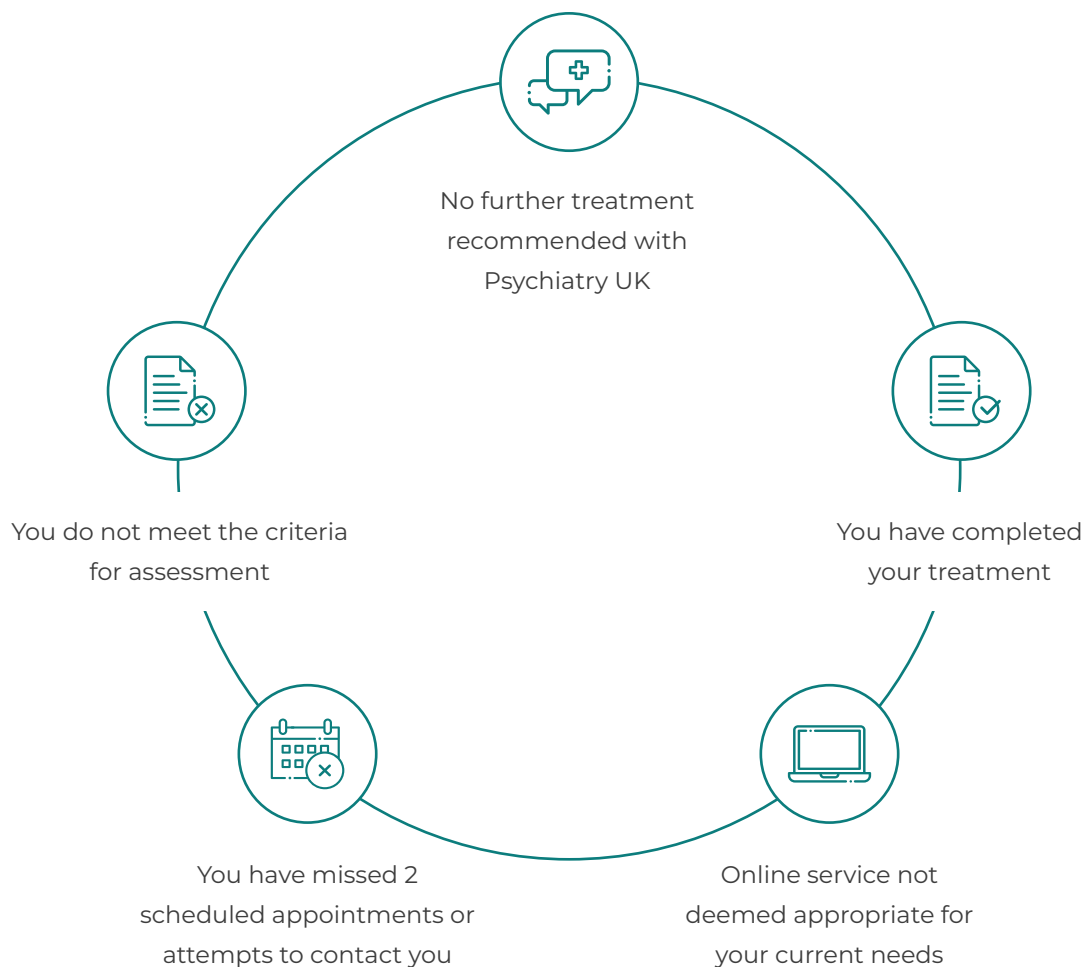 No further treatment
recommended with
Psychiatry UK
You do not meet the criteria
for assessment
You have completed
your treatment
You have missed 2
scheduled appointments or
attempts to contact you
Online service not
deemed appropriate for
your current needs